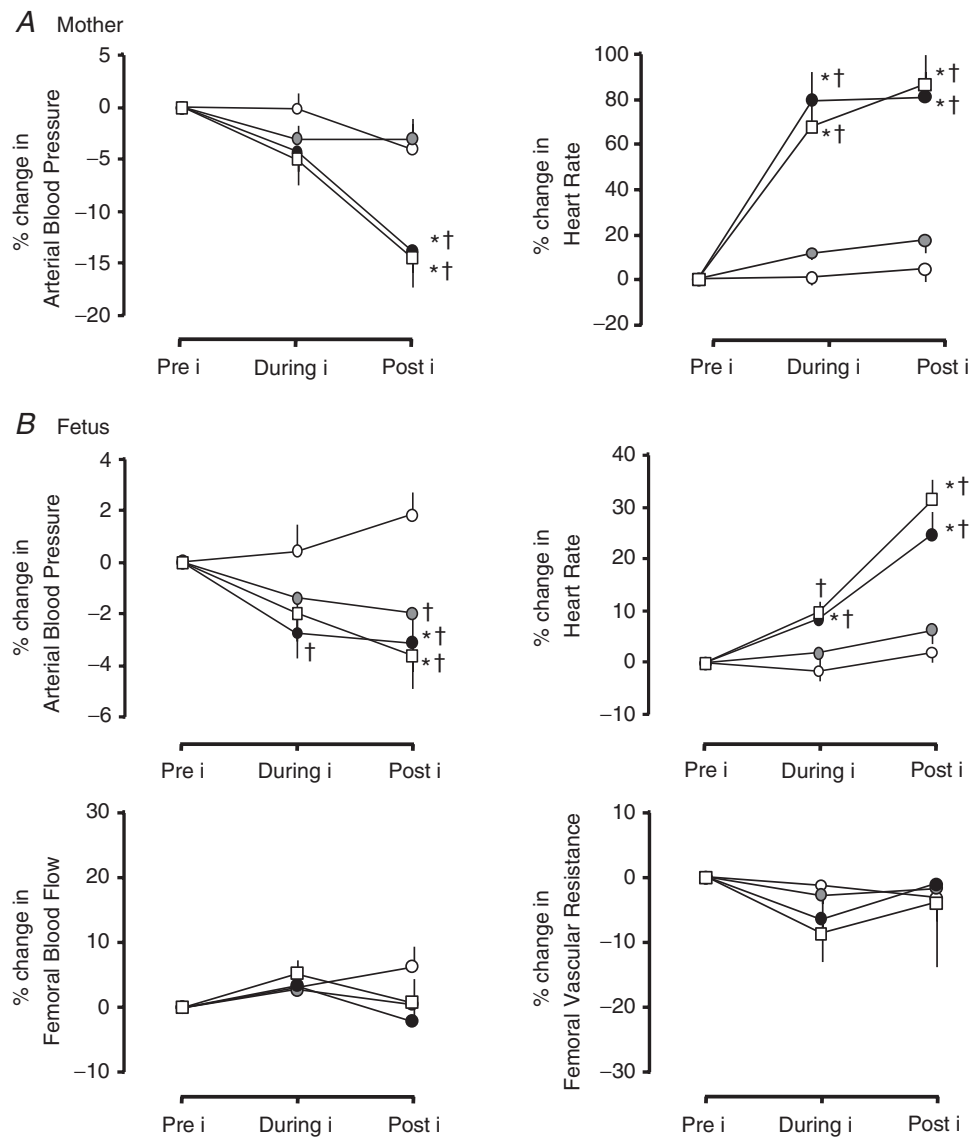 A Mother
% change in
Arterial Blood Pressure
5
0
–5
–10
–15
–20
*†
*†
Pre i During i Post i
% change in
Heart Rate
100
80
60
40
20
0
–20
*†
*†
*†
*†
Pre i During i Post i
B Fetus
% change in
Arterial Blood Pressure
4
2
0
–2
–4
–6
†
†
*†
*†
Pre i During i Post i
% change in
Heart Rate
40
30
20
10
0
–10
†
*†
*†
*†
Pre i During i Post i
% change in
Femoral Blood Flow
30
20
10
0
–10
Pre i During i Post i
% change in
Femoral Vascular Resistance
10
0
–10
–20
–30
Pre i During i Post i